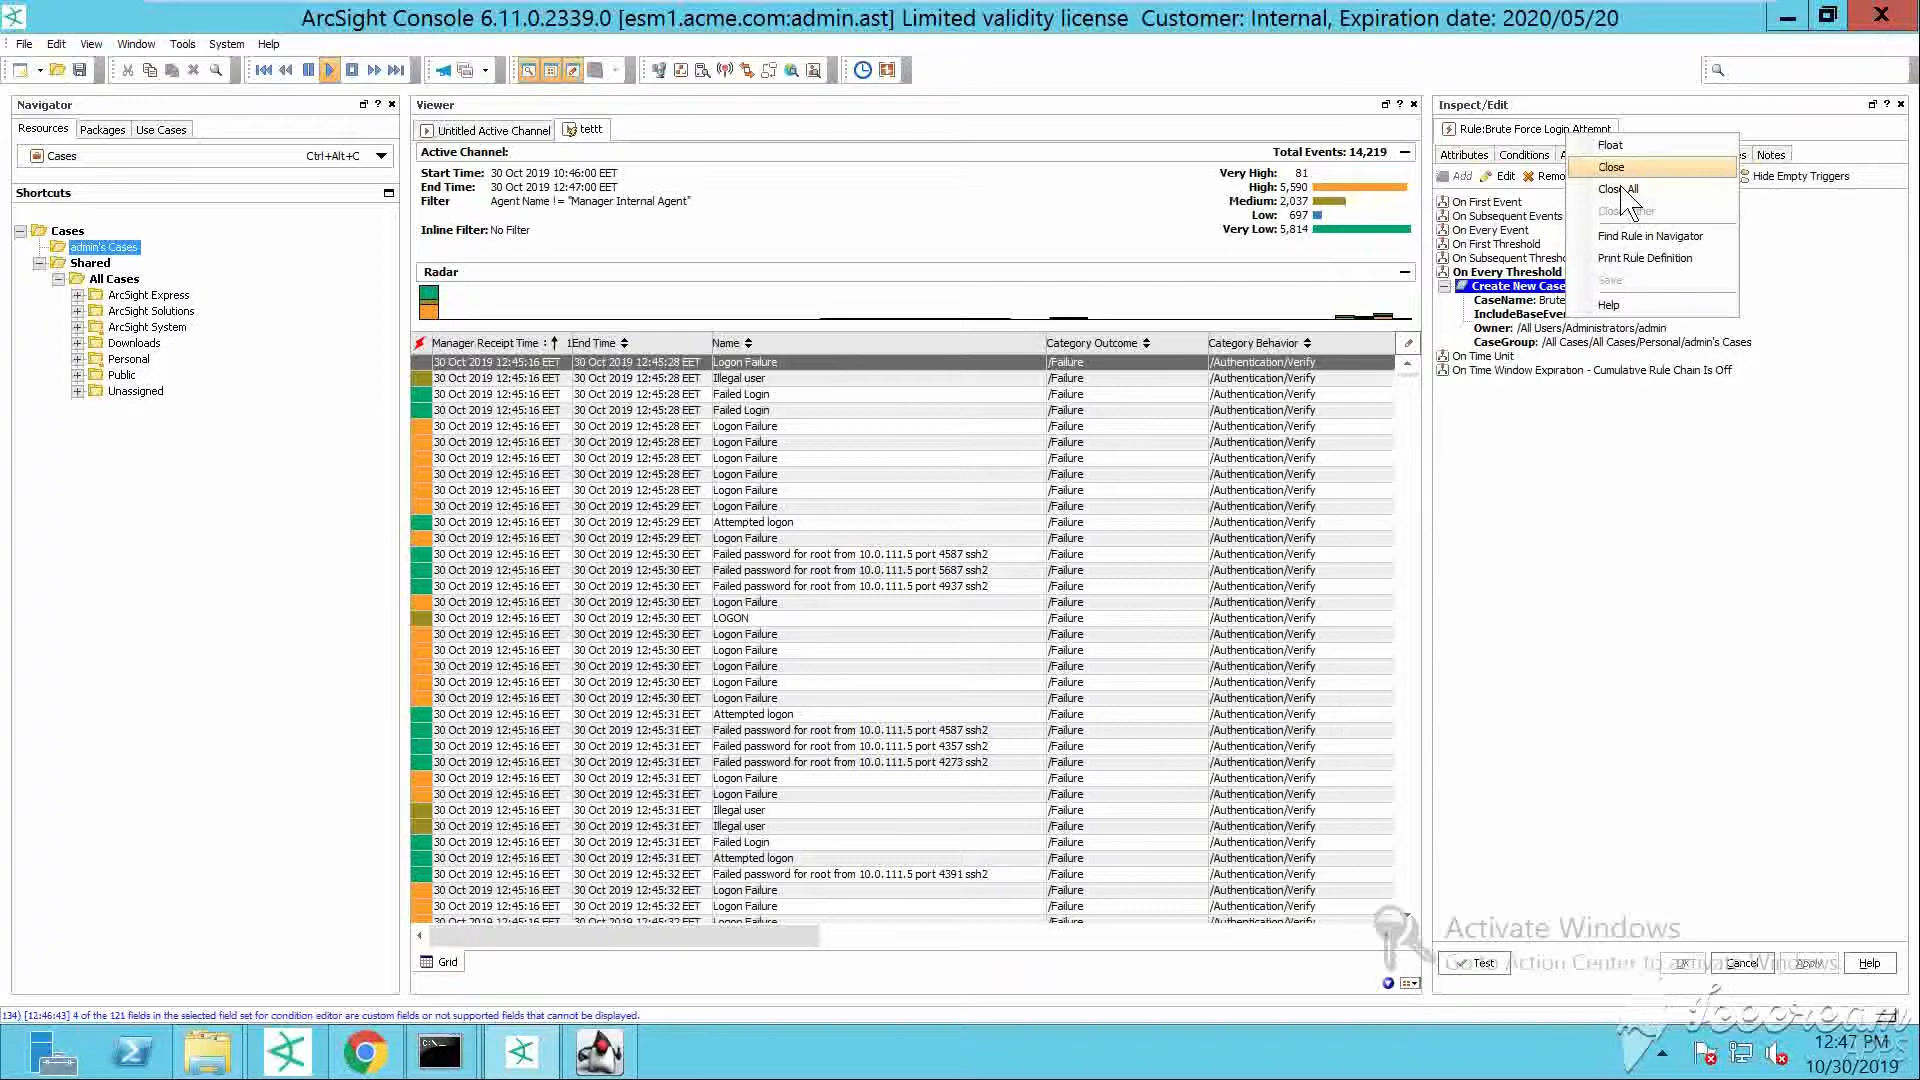 ArcSight Console 6.11.0.2339.0 [esm1.acme.com:admin.ast] Limited validity license  Customer: Internal, Expiration date: 2020/05/20
File Edit View Window Tools System Help
Navigator
Resources Packages Use Cases
Cases Ctrl+Alt+C
Shortcuts
Cases
admin's Cases
Shared
All Cases
ArcSight Express
ArcSight Solutions
ArcSight System
Downloads
Personal
Public
Unassigned
Viewer
Untitled Active Channel tettt
Active Channel: Total Events: 14,219
Start Time: 30 Oct 2019 10:46:00 EET Very High: 81
End Time: 30 Oct 2019 12:47:00 EET High: 5,590
Filter Agent Name != "Manager Internal Agent" Medium: 2,037
Low: 697
Inline Filter: No Filter Very Low: 5,814
Radar
Manager Receipt Time 1 End Time Name Category Outcome Category Behavior
30 Oct 2019 12:45:16 EET 30 Oct 2019 12:45:28 EET Logon Failure /Failure /Authentication/Verify
30 Oct 2019 12:45:16 EET 30 Oct 2019 12:45:28 EET Illegal user /Failure /Authentication/Verify
30 Oct 2019 12:45:16 EET 30 Oct 2019 12:45:28 EET Failed Login /Failure /Authentication/Verify
30 Oct 2019 12:45:16 EET 30 Oct 2019 12:45:28 EET Failed Login /Failure /Authentication/Verify
30 Oct 2019 12:45:16 EET 30 Oct 2019 12:45:28 EET Logon Failure /Failure /Authentication/Verify
30 Oct 2019 12:45:16 EET 30 Oct 2019 12:45:28 EET Logon Failure /Failure /Authentication/Verify
30 Oct 2019 12:45:16 EET 30 Oct 2019 12:45:28 EET Logon Failure /Failure /Authentication/Verify
30 Oct 2019 12:45:16 EET 30 Oct 2019 12:45:28 EET Logon Failure /Failure /Authentication/Verify
30 Oct 2019 12:45:16 EET 30 Oct 2019 12:45:28 EET Logon Failure /Failure /Authentication/Verify
30 Oct 2019 12:45:16 EET 30 Oct 2019 12:45:29 EET Logon Failure /Failure /Authentication/Verify
30 Oct 2019 12:45:16 EET 30 Oct 2019 12:45:29 EET Attempted logon /Failure /Authentication/Verify
30 Oct 2019 12:45:16 EET 30 Oct 2019 12:45:29 EET Logon Failure /Failure /Authentication/Verify
30 Oct 2019 12:45:16 EET 30 Oct 2019 12:45:30 EET Failed password for root from 10.0.111.5 port 4587 ssh2 /Failure /Authentication/Verify
30 Oct 2019 12:45:16 EET 30 Oct 2019 12:45:30 EET Failed password for root from 10.0.111.5 port 5687 ssh2 /Failure /Authentication/Verify
30 Oct 2019 12:45:16 EET 30 Oct 2019 12:45:30 EET Failed password for root from 10.0.111.5 port 4937 ssh2 /Failure /Authentication/Verify
30 Oct 2019 12:45:16 EET 30 Oct 2019 12:45:30 EET Logon Failure /Failure /Authentication/Verify
30 Oct 2019 12:45:16 EET 30 Oct 2019 12:45:30 EET LOGON /Failure /Authentication/Verify
30 Oct 2019 12:45:16 EET 30 Oct 2019 12:45:30 EET Logon Failure /Failure /Authentication/Verify
30 Oct 2019 12:45:16 EET 30 Oct 2019 12:45:30 EET Logon Failure /Failure /Authentication/Verify
30 Oct 2019 12:45:16 EET 30 Oct 2019 12:45:30 EET Logon Failure /Failure /Authentication/Verify
30 Oct 2019 12:45:16 EET 30 Oct 2019 12:45:30 EET Logon Failure /Failure /Authentication/Verify
30 Oct 2019 12:45:16 EET 30 Oct 2019 12:45:30 EET Logon Failure /Failure /Authentication/Verify
30 Oct 2019 12:45:16 EET 30 Oct 2019 12:45:31 EET Attempted logon /Failure /Authentication/Verify
30 Oct 2019 12:45:16 EET 30 Oct 2019 12:45:31 EET Failed password for root from 10.0.111.5 port 4587 ssh2 /Failure /Authentication/Verify
30 Oct 2019 12:45:16 EET 30 Oct 2019 12:45:31 EET Failed password for root from 10.0.111.5 port 4357 ssh2 /Failure /Authentication/Verify
30 Oct 2019 12:45:16 EET 30 Oct 2019 12:45:31 EET Failed password for root from 10.0.111.5 port 4273 ssh2 /Failure /Authentication/Verify
30 Oct 2019 12:45:16 EET 30 Oct 2019 12:45:31 EET Logon Failure /Failure /Authentication/Verify
30 Oct 2019 12:45:16 EET 30 Oct 2019 12:45:31 EET Logon Failure /Failure /Authentication/Verify
30 Oct 2019 12:45:16 EET 30 Oct 2019 12:45:31 EET Illegal user /Failure /Authentication/Verify
30 Oct 2019 12:45:16 EET 30 Oct 2019 12:45:31 EET Illegal user /Failure /Authentication/Verify
30 Oct 2019 12:45:16 EET 30 Oct 2019 12:45:31 EET Failed Login /Failure /Authentication/Verify
30 Oct 2019 12:45:16 EET 30 Oct 2019 12:45:31 EET Attempted logon /Failure /Authentication/Verify
30 Oct 2019 12:45:16 EET 30 Oct 2019 12:45:32 EET Failed password for root from 10.0.111.5 port 4391 ssh2 /Failure /Authentication/Verify
30 Oct 2019 12:45:16 EET 30 Oct 2019 12:45:32 EET Logon Failure /Failure /Authentication/Verify
30 Oct 2019 12:45:16 EET 30 Oct 2019 12:45:32 EET Logon Failure /Failure /Authentication/Verify
30 Oct 2019 12:45:16 EET 30 Oct 2019 12:45:32 EET Logon Failure /Failure /Authentication/Verify
Grid
Inspect/Edit
Rule:Brute Force Login Attempt
Attributes Conditions Notes
Add Edit Hide Empty Triggers
On First Event
On Subsequent Events
On Every Event
On First Threshold
On Subsequent
On Every Threshold
Create New Case
CaseName: Brute
Owner: /All Users/Administrators/admin
CaseGroup: /All Cases/All Cases/Personal/admin's Cases
On Time Unit
On Time Window Expiration - Cumulative Rule Chain Is Off
Float
Close
Close All
Find Rule in Navigator
Print Rule Definition
Save
Help
Activate Windows
Go to Action Center to activate Windows.
Test OK Cancel Apply Help
134) [12:46:43] 4 of the 121 fields in the selected field set for condition editor are custom fields or not supported fields that cannot be displayed.
Icecream
APPS
12:47 PM
10/30/2019